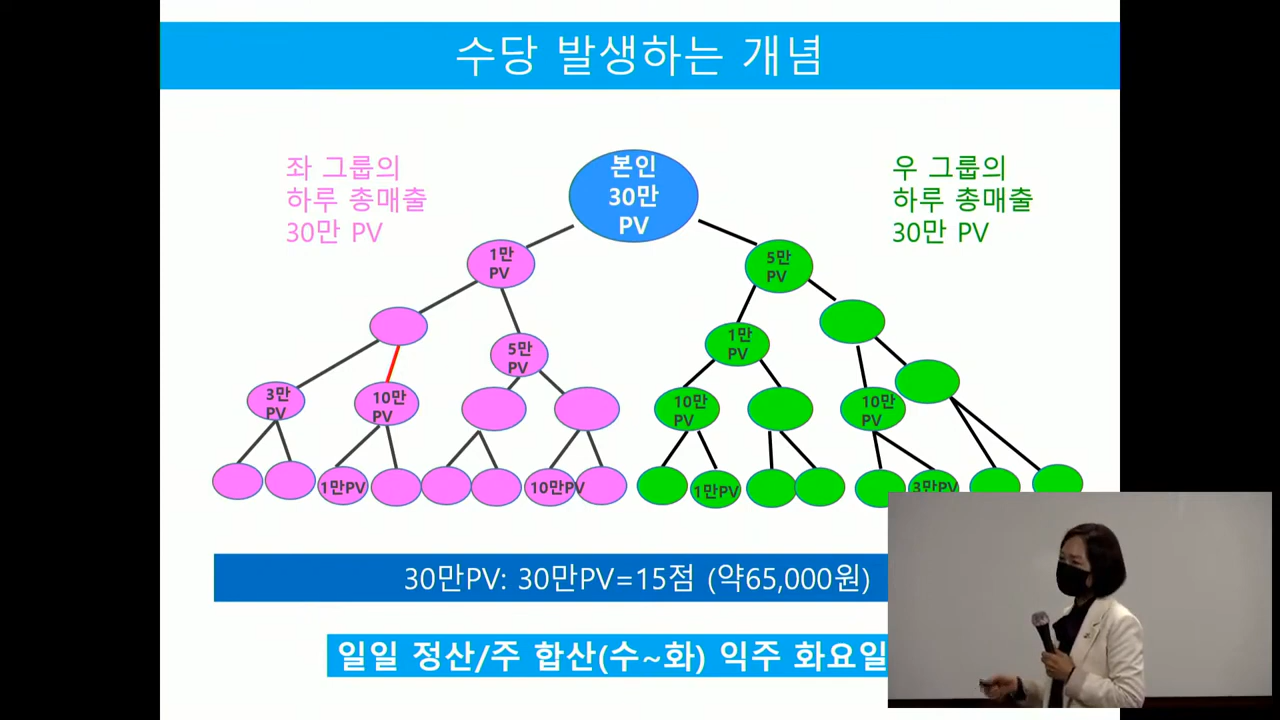 수당 발생하는 개념
좌 그룹의
하루 총매출
30만 PV
본인
30만
PV
우 그룹의
하루 총매출
30만 PV
1만
PV
5만
PV
5만
PV
1만
PV
3만
PV
10만
PV
10만
PV
10만
PV
1만PV
10만PV
1만PV
3만PV
30만PV: 30만PV=15점 (약65,000원)
일일 정산/주 합산(수~화) 익주 화요일